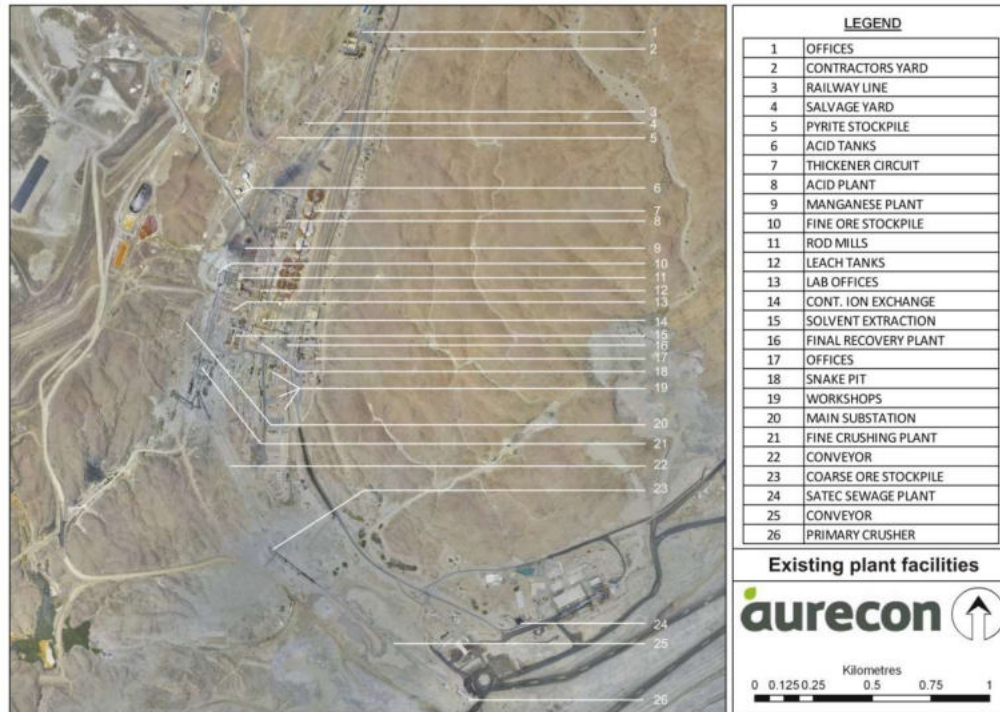 1
2
3
4
5
6
7
8
9
10
11
12
13
14
15
16
17
18
19
20
21
22
23
24
25
26
LEGEND
1 OFFICES
2 CONTRACTORS YARD
3 RAILWAY LINE
4 SALVAGE YARD
5 PYRITE STOCKPILE
6 ACID TANKS
7 THICKENER CIRCUIT
8 ACID PLANT
9 MANGANESE PLANT
10 FINE ORE STOCKPILE
11 ROD MILLS
12 LEACH TANKS
13 LAB OFFICES
14 CONT. ION EXCHANGE
15 SOLVENT EXTRACTION
16 FINAL RECOVERY PLANT
17 OFFICES
18 SNAKE PIT
19 WORKSHOPS
20 MAIN SUBSTATION
21 FINE CRUSHING PLANT
22 CONVEYOR
23 COARSE ORE STOCKPILE
24 SATEC SEWAGE PLANT
25 CONVEYOR
26 PRIMARY CRUSHER
Existing plant facilities
aurecon
Kilometres
0 0.125 0.25 0.5 0.75 1